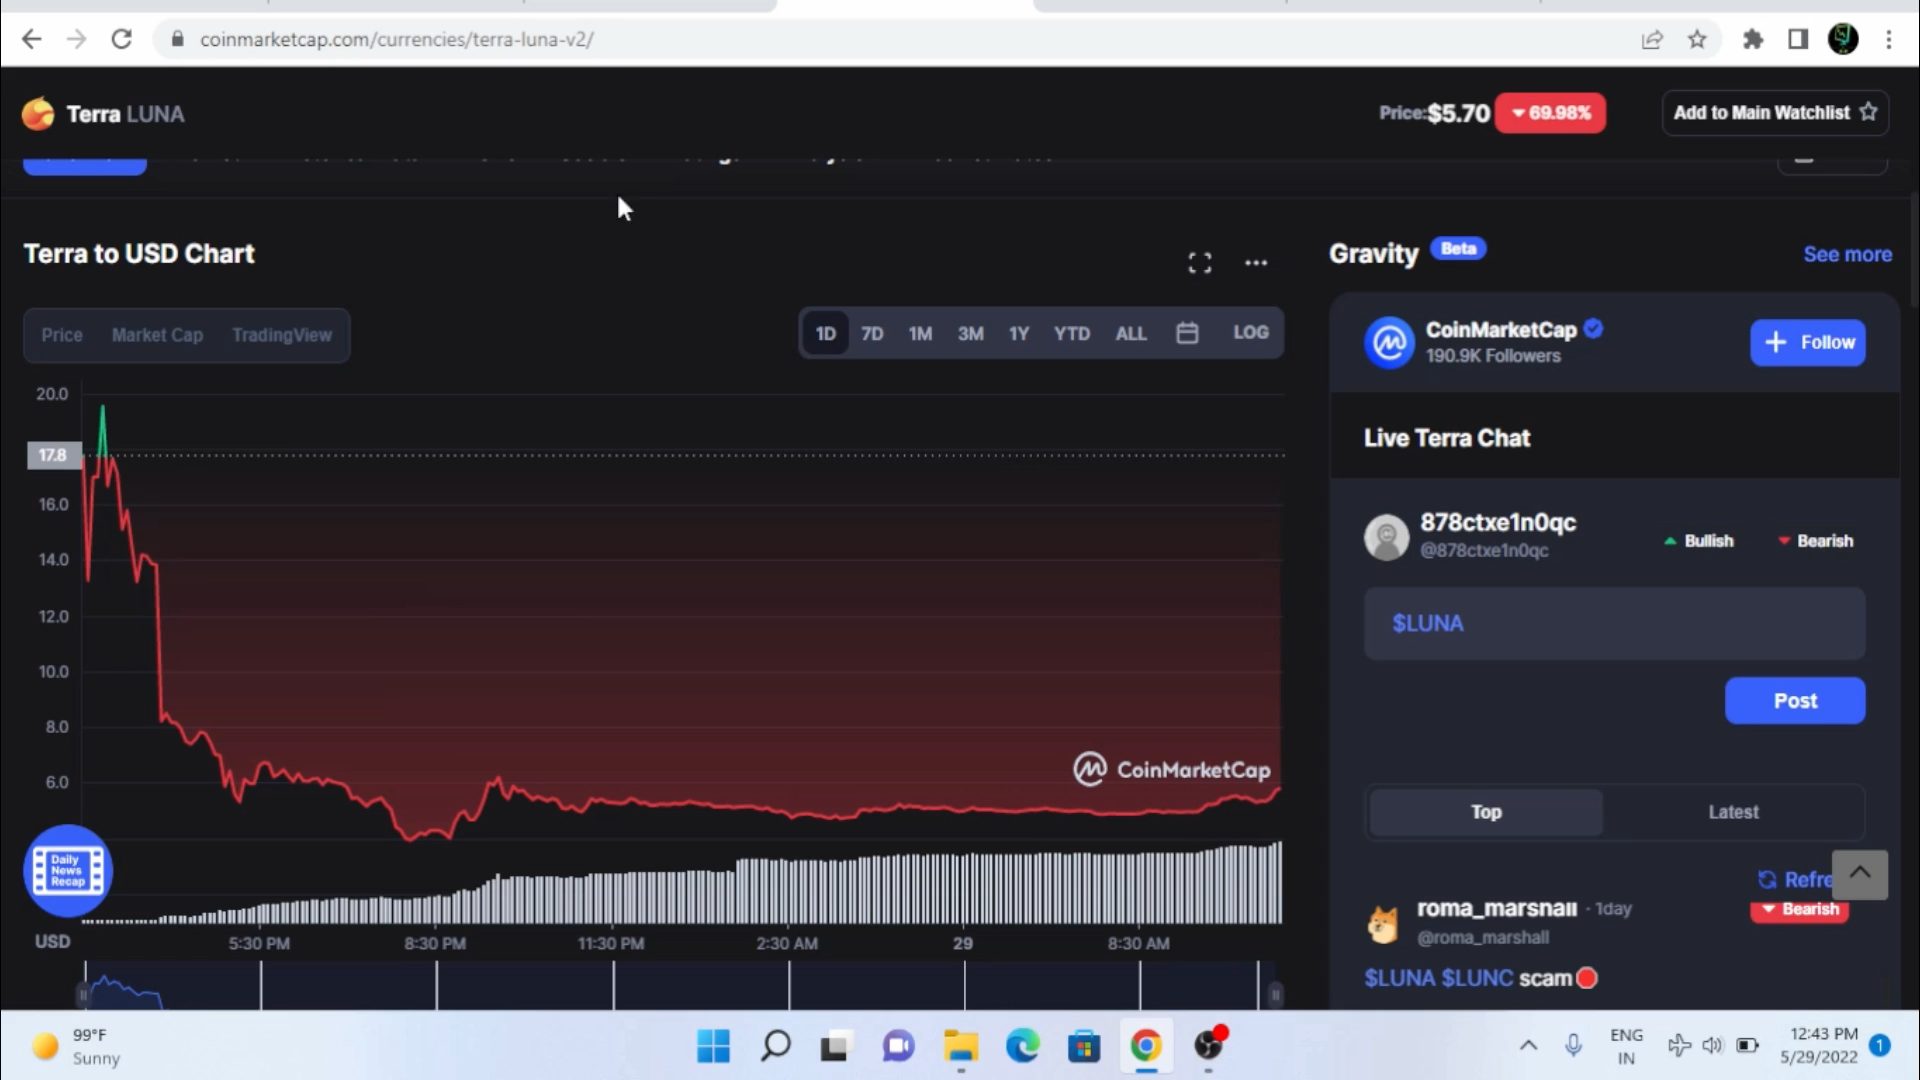 coinmarketcap.com/currencies/terra-luna-v2/
Terra LUNA
Price:$5.70 69.98%
Add to Main Watchlist
Terra to USD Chart
Price Market Cap TradingView
1D 7D 1M 3M 1Y YTD ALL LOG
20.0
17.8
16.0
14.0
12.0
10.0
8.0
6.0
CoinMarketCap
Daily
News
Recap
USD
5:30 PM 8:30 PM 11:30 PM 2:30 AM 29 8:30 AM
Gravity Beta See more
CoinMarketCap
190.9K Followers
Follow
Live Terra Chat
878ctxe1n0qc
@878ctxe1n0qc
Bullish Bearish
$LUNA
Post
Top Latest
Refre
roma_marshall · 1day
Bearish
@roma_marshall
$LUNA $LUNC scam
99°F
Sunny
ENG
IN
12:43 PM
5/29/2022
1